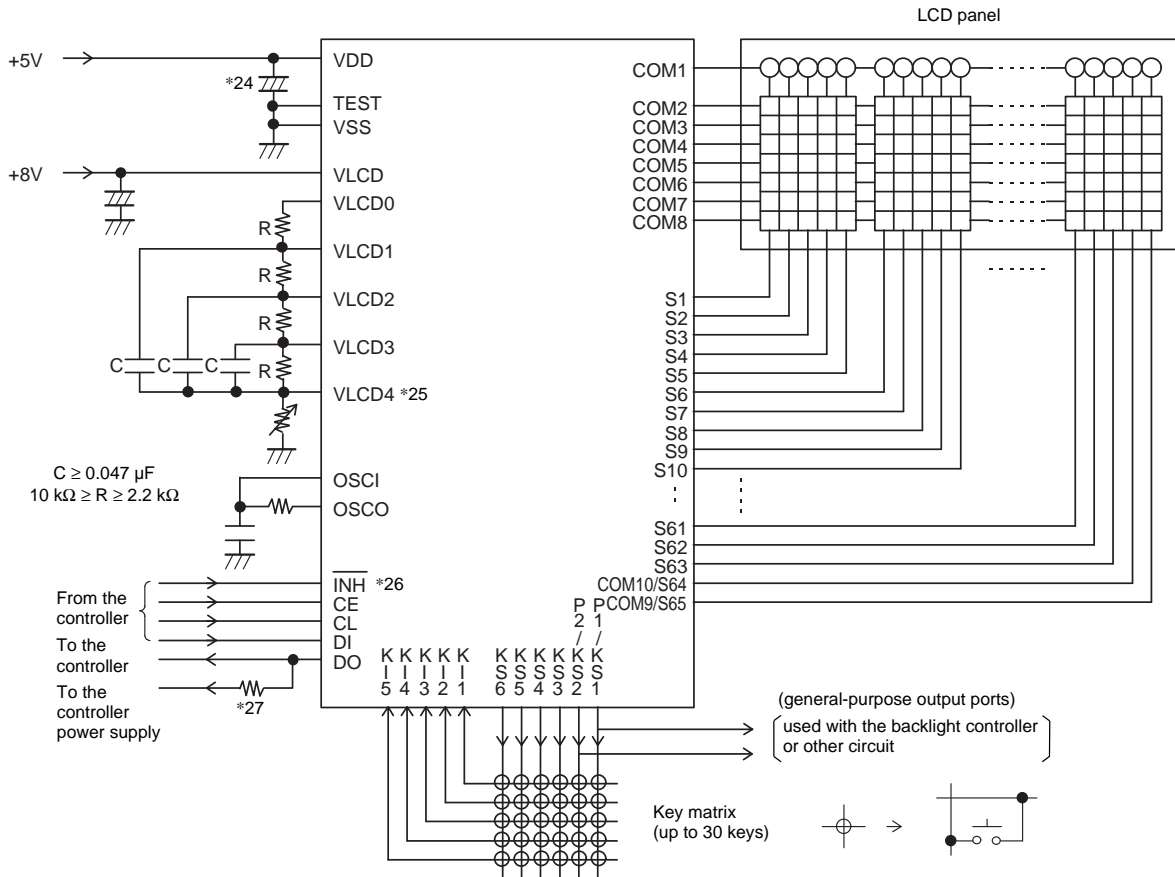 LCD panel
+5V
VDD
*24
TEST
VSS
+8V
VLCD
VLCD0
R
VLCD1
R
VLCD2
R
VLCD3
C
C
C
R
VLCD4 *25
C ≥ 0.047 µF
10 kΩ ≥ R ≥ 2.2 kΩ
OSCI
OSCO
From the
controller
INH *26
CE
CL
DI
To the
controller
DO
To the
controller
power supply
*27
COM1
COM2
COM3
COM4
COM5
COM6
COM7
COM8
S1
S2
S3
S4
S5
S6
S7
S8
S9
S10
S61
S62
S63
COM10/S64
COM9/S65
KI5
KI4
KI3
KI2
KI1
KS6
KS5
KS4
KS3
P2/KS2
P1/KS1
(general-purpose output ports)
used with the backlight controller
or other circuit
Key matrix
(up to 30 keys)